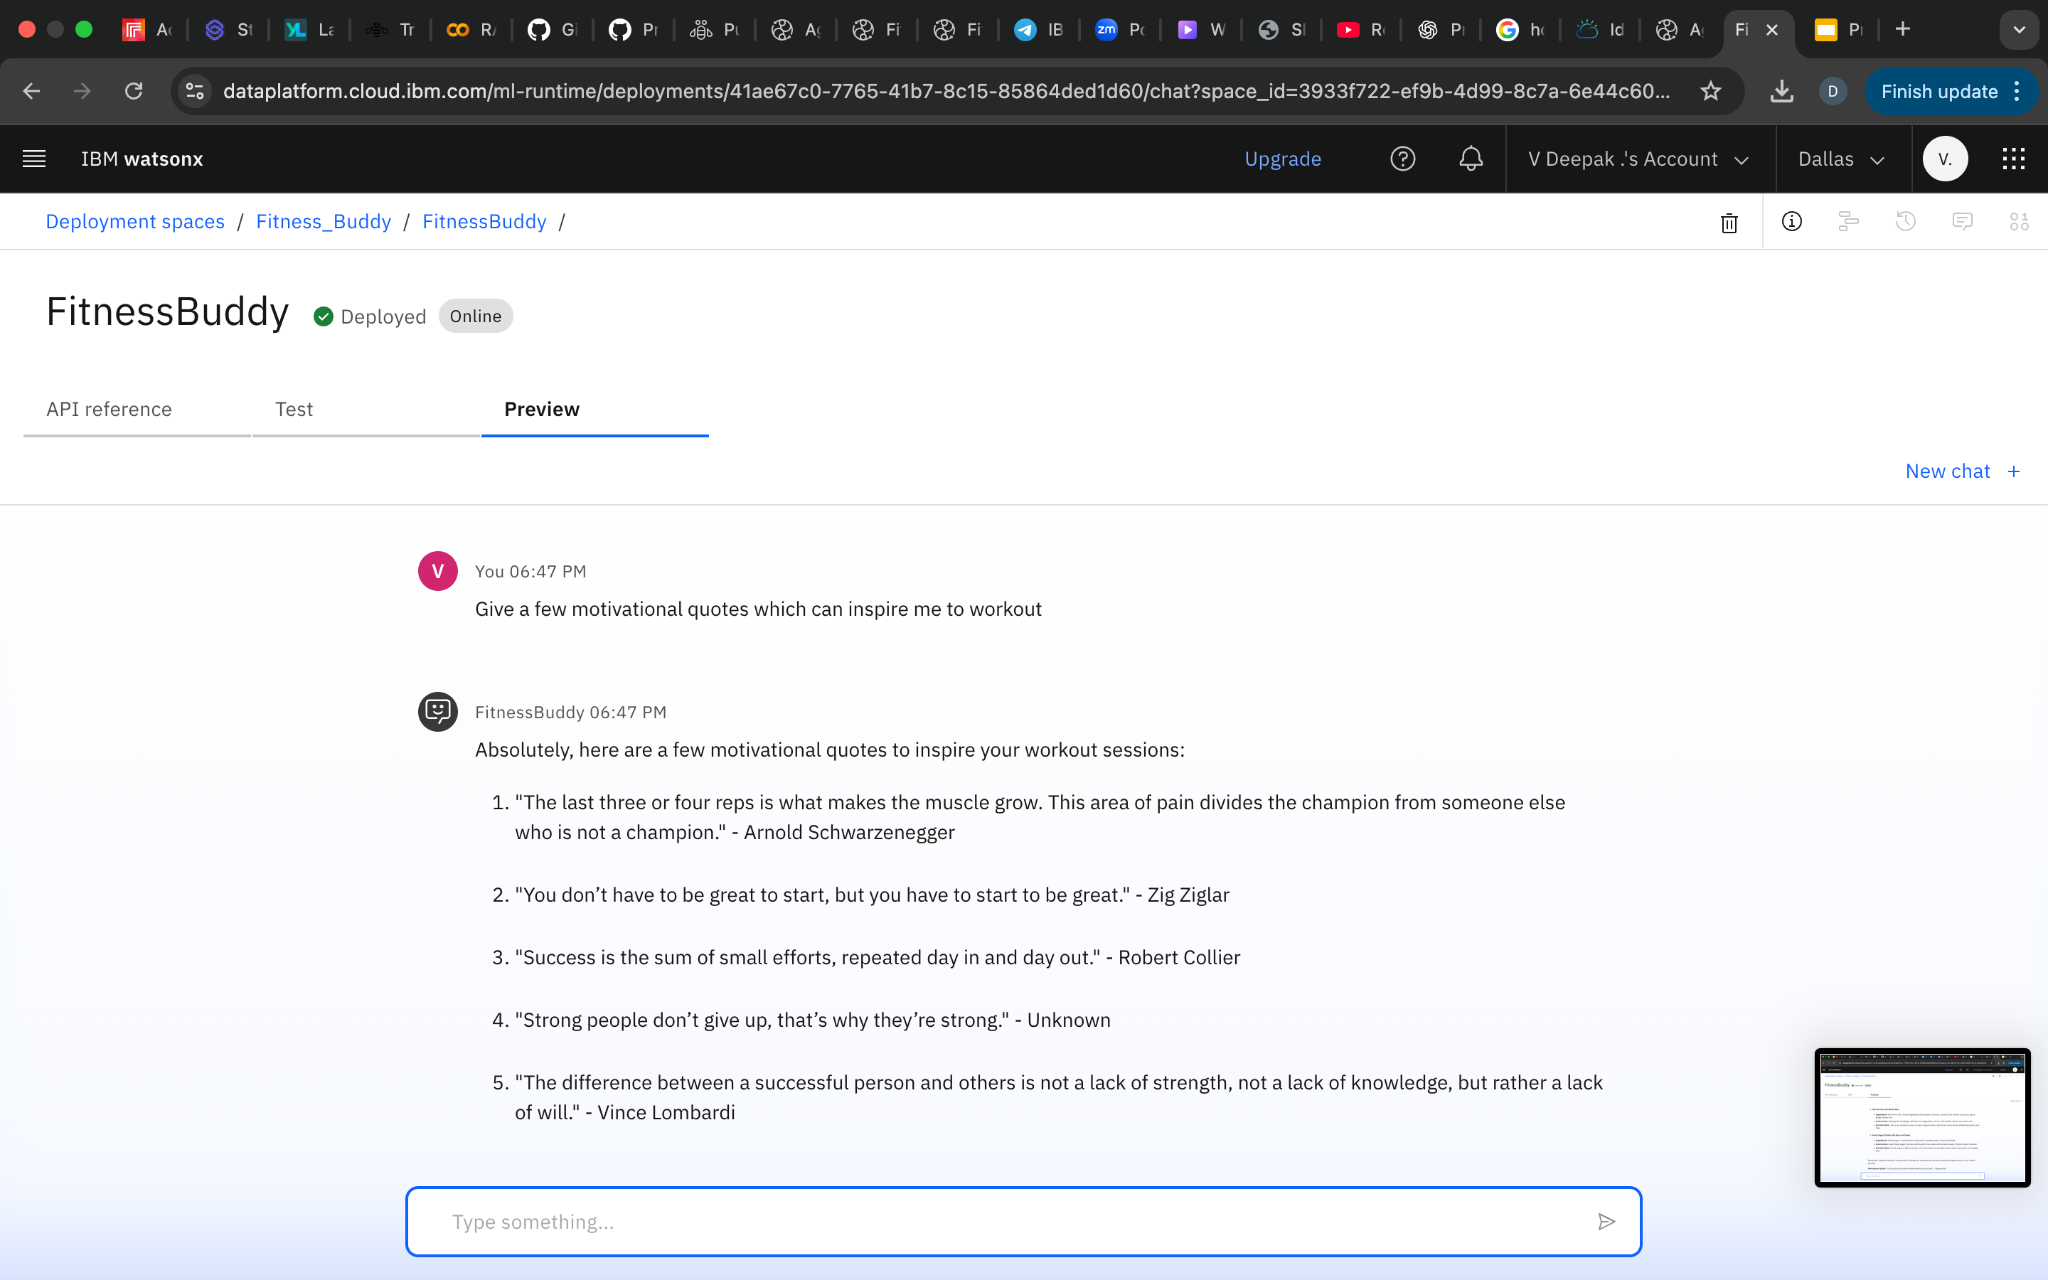 dataplatform.cloud.ibm.com/ml-runtime/deployments/41ae67c0-7765-41b7-8c15-85864ded1d60/chat?space_id=3933f722-ef9b-4d99-8c7a-6e44c60...
D
Finish update
IBM watsonx
Upgrade
V Deepak .'s Account
Dallas
V.
Deployment spaces / Fitness_Buddy / FitnessBuddy /
FitnessBuddy
Deployed
Online
API reference
Test
Preview
New chat +
V
You 06:47 PM
Give a few motivational quotes which can inspire me to workout
FitnessBuddy 06:47 PM
Absolutely, here are a few motivational quotes to inspire your workout sessions:
1. "The last three or four reps is what makes the muscle grow. This area of pain divides the champion from someone else
who is not a champion." - Arnold Schwarzenegger
2. "You don’t have to be great to start, but you have to start to be great." - Zig Ziglar
3. "Success is the sum of small efforts, repeated day in and day out." - Robert Collier
4. "Strong people don’t give up, that’s why they’re strong." - Unknown
5. "The difference between a successful person and others is not a lack of strength, not a lack of knowledge, but rather a lack
of will." - Vince Lombardi
Type something...